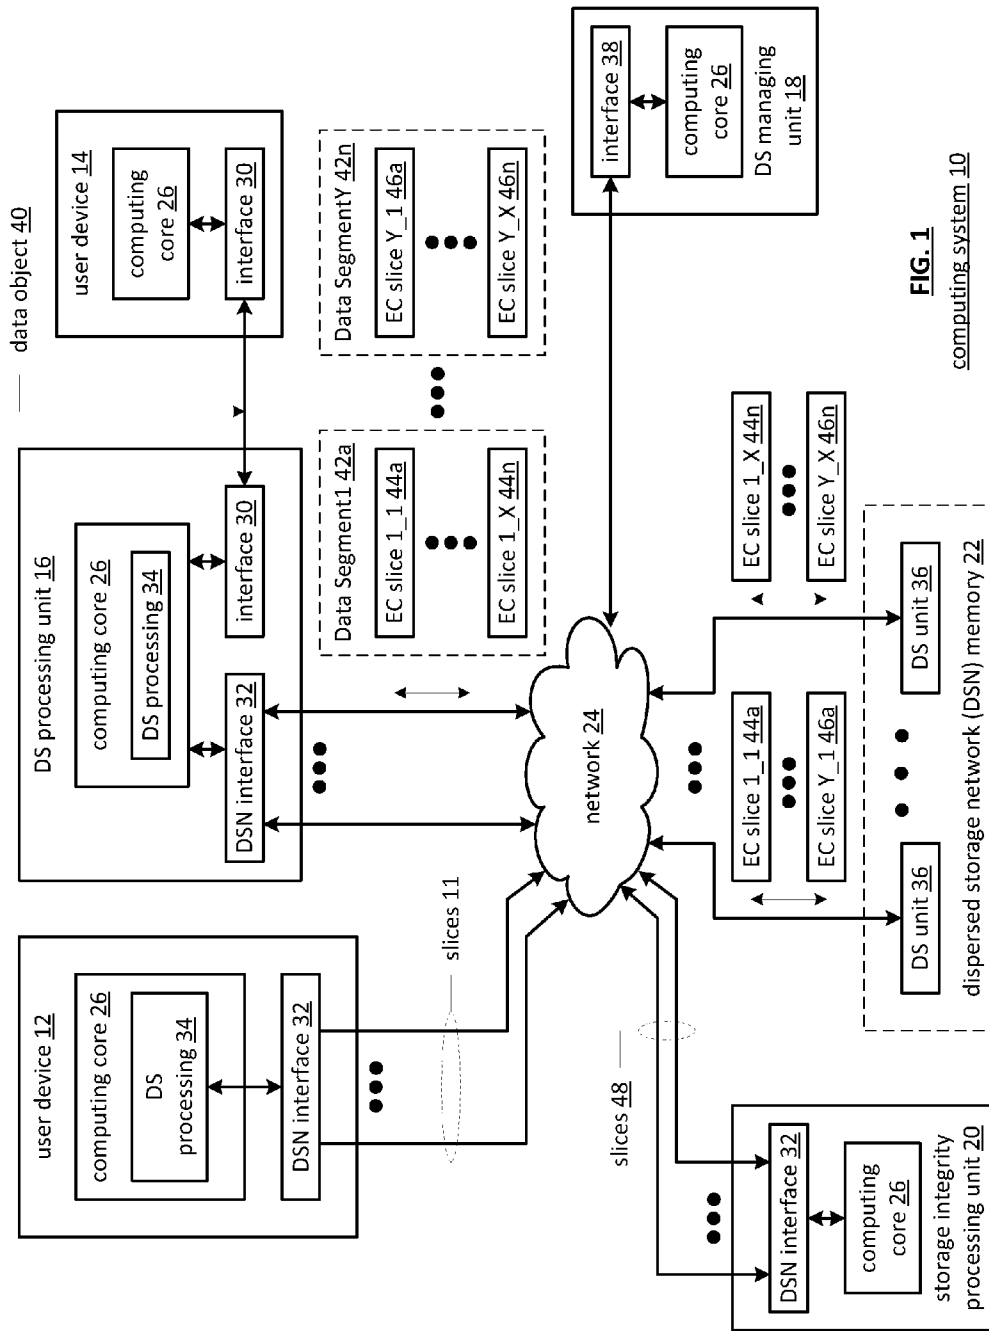 user device 12
computing core 26
DS
processing 34
DSN interface 32
slices 11
DS processing unit 16
computing core 26
DS processing 34
DSN interface 32
interface 30
data object 40
user device 14
computing
core 26
interface 30
Data Segment1 42a
EC slice 1_1 44a
EC slice 1_X 44n
Data SegmentY 42n
EC slice Y_1 46a
EC slice Y_X 46n
network 24
interface 38
computing
core 26
DS managing
unit 18
slices 48
DSN interface 32
computing
core 26
storage integrity
processing unit 20
EC slice 1_1 44a
EC slice Y_1 46a
EC slice 1_X 44n
EC slice Y_X 46n
DS unit 36
DS unit 36
dispersed storage network (DSN) memory 22
FIG. 1
computing system 10